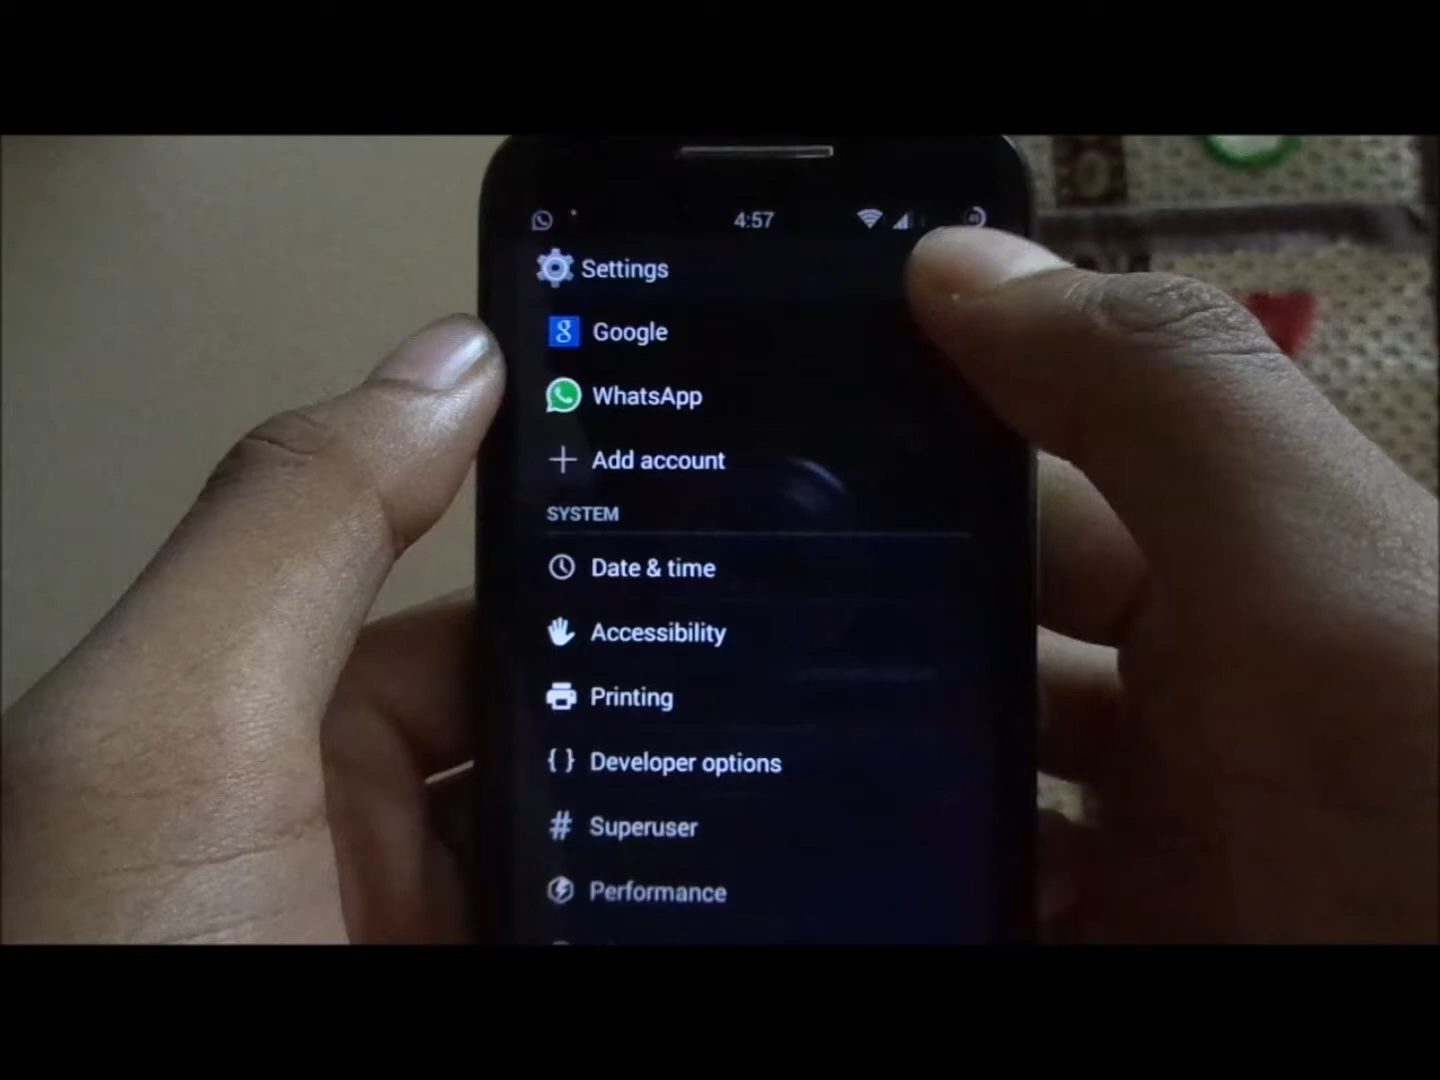 4:57
Settings
Google
WhatsApp
Add account
SYSTEM
Date & time
Accessibility
Printing
Developer options
Superuser
Performance